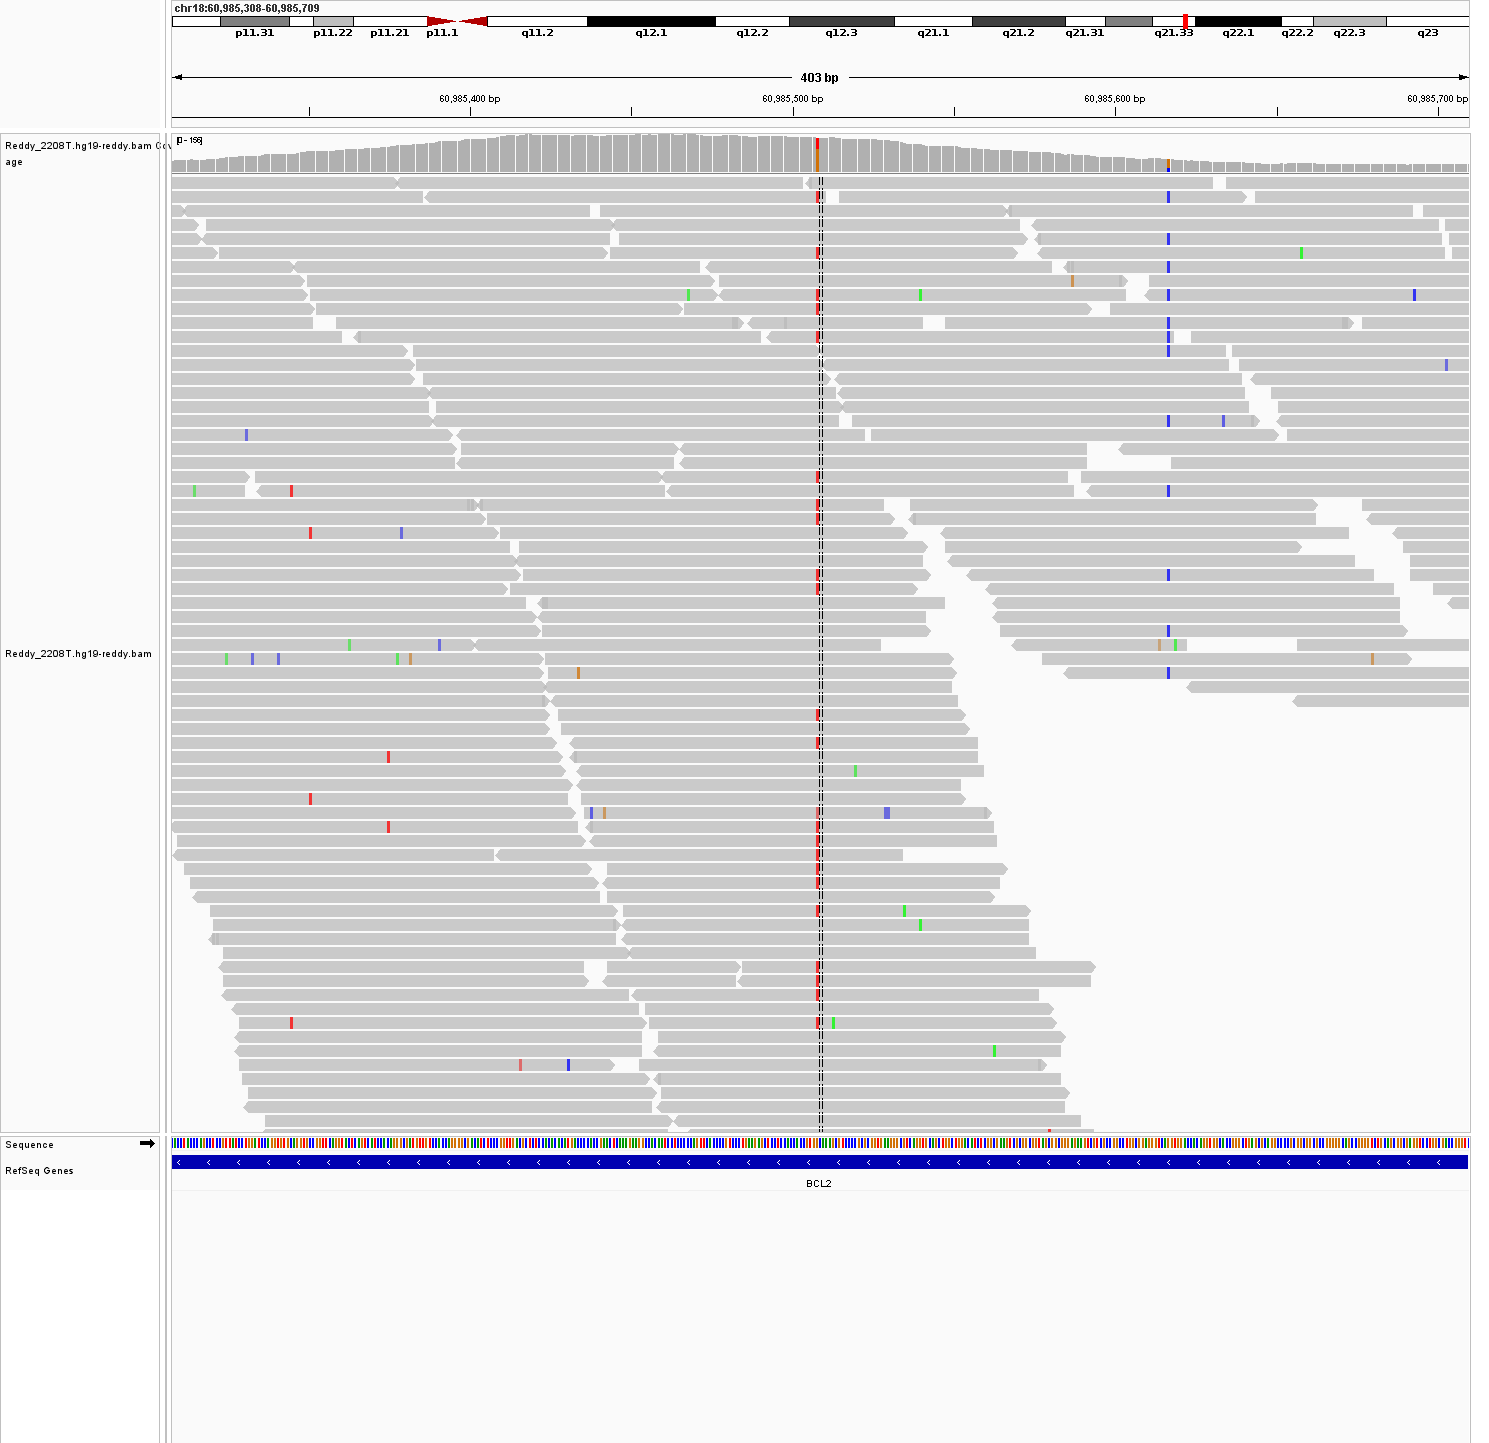 chr18:60,985,308-60,985,709
p11.31 p11.22 p11.21 p11.1 q11.2 q12.1 q12.2 q12.3 q21.1 q21.2 q21.31 q21.33 q22.1 q22.2 q22.3 q23
403 bp
60,985,400 bp 60,985,500 bp 60,985,600 bp 60,985,700 bp
[0 - 156]
Reddy_2208T.hg19-reddy.bam Cov
age
Reddy_2208T.hg19-reddy.bam
Sequence
RefSeq Genes
BCL2